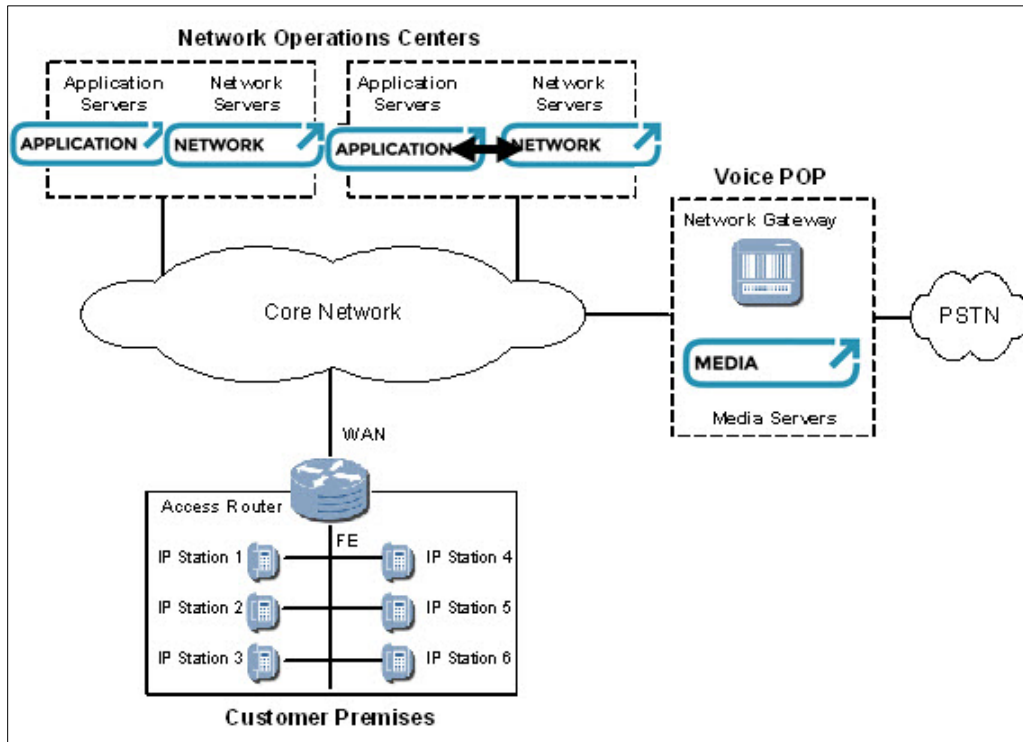 Network Operations Centers
Application
Servers
Network
Servers
Application
Servers
Network
Servers
APPLICATION
NETWORK
APPLICATION
NETWORK
Voice POP
Network Gateway
Core Network
PSTN
MEDIA
Media Servers
WAN
Access Router
FE
IP Station 1
IP Station 4
IP Station 2
IP Station 5
IP Station 3
IP Station 6
Customer Premises